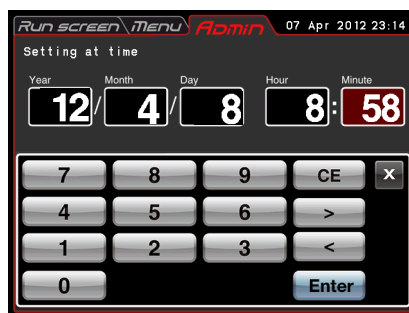 Run screen Menu Admin 07 Apr 2012 23:14
Setting at time
Year Month Day Hour Minute
12/ 4/ 8 8:58
7 8 9 CE X
4 5 6 >
1 2 3 <
0 Enter